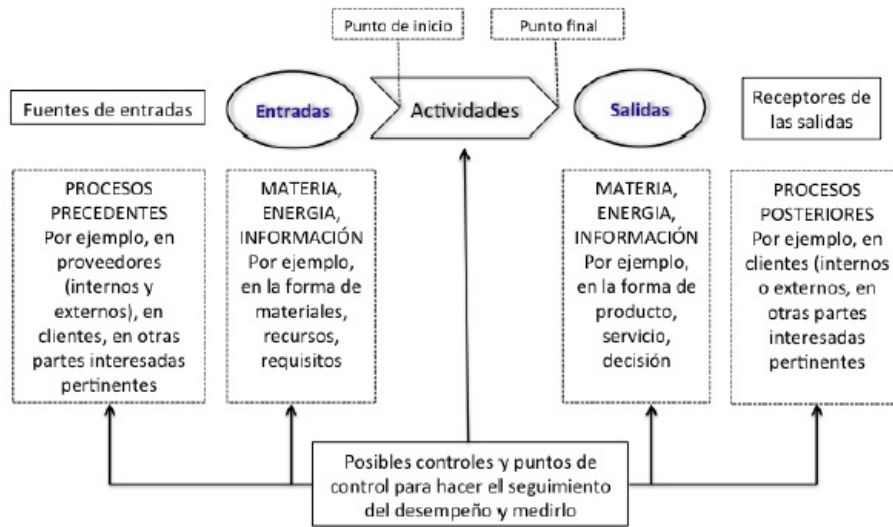 Punto de inicio
Punto final
Fuentes de entradas
Entradas
Actividades
Salidas
Receptores de
las salidas
PROCESOS
PRECEDENTES
Por ejemplo, en
proveedores
(internos y
externos), en
clientes, en otras
partes interesadas
pertinentes
MATERIA,
ENERGIA,
INFORMACIÓN
Por ejemplo,
en la forma de
materiales,
recursos,
requisitos
MATERIA,
ENERGIA,
INFORMACIÓN
Por ejemplo,
en la forma de
producto,
servicio,
decisión
PROCESOS
POSTERIORES
Por ejemplo, en
clientes (internos
o externos, en
otras partes
interesadas
pertinentes
Posibles controles y puntos de
control para hacer el seguimiento
del desempeño y medirlo